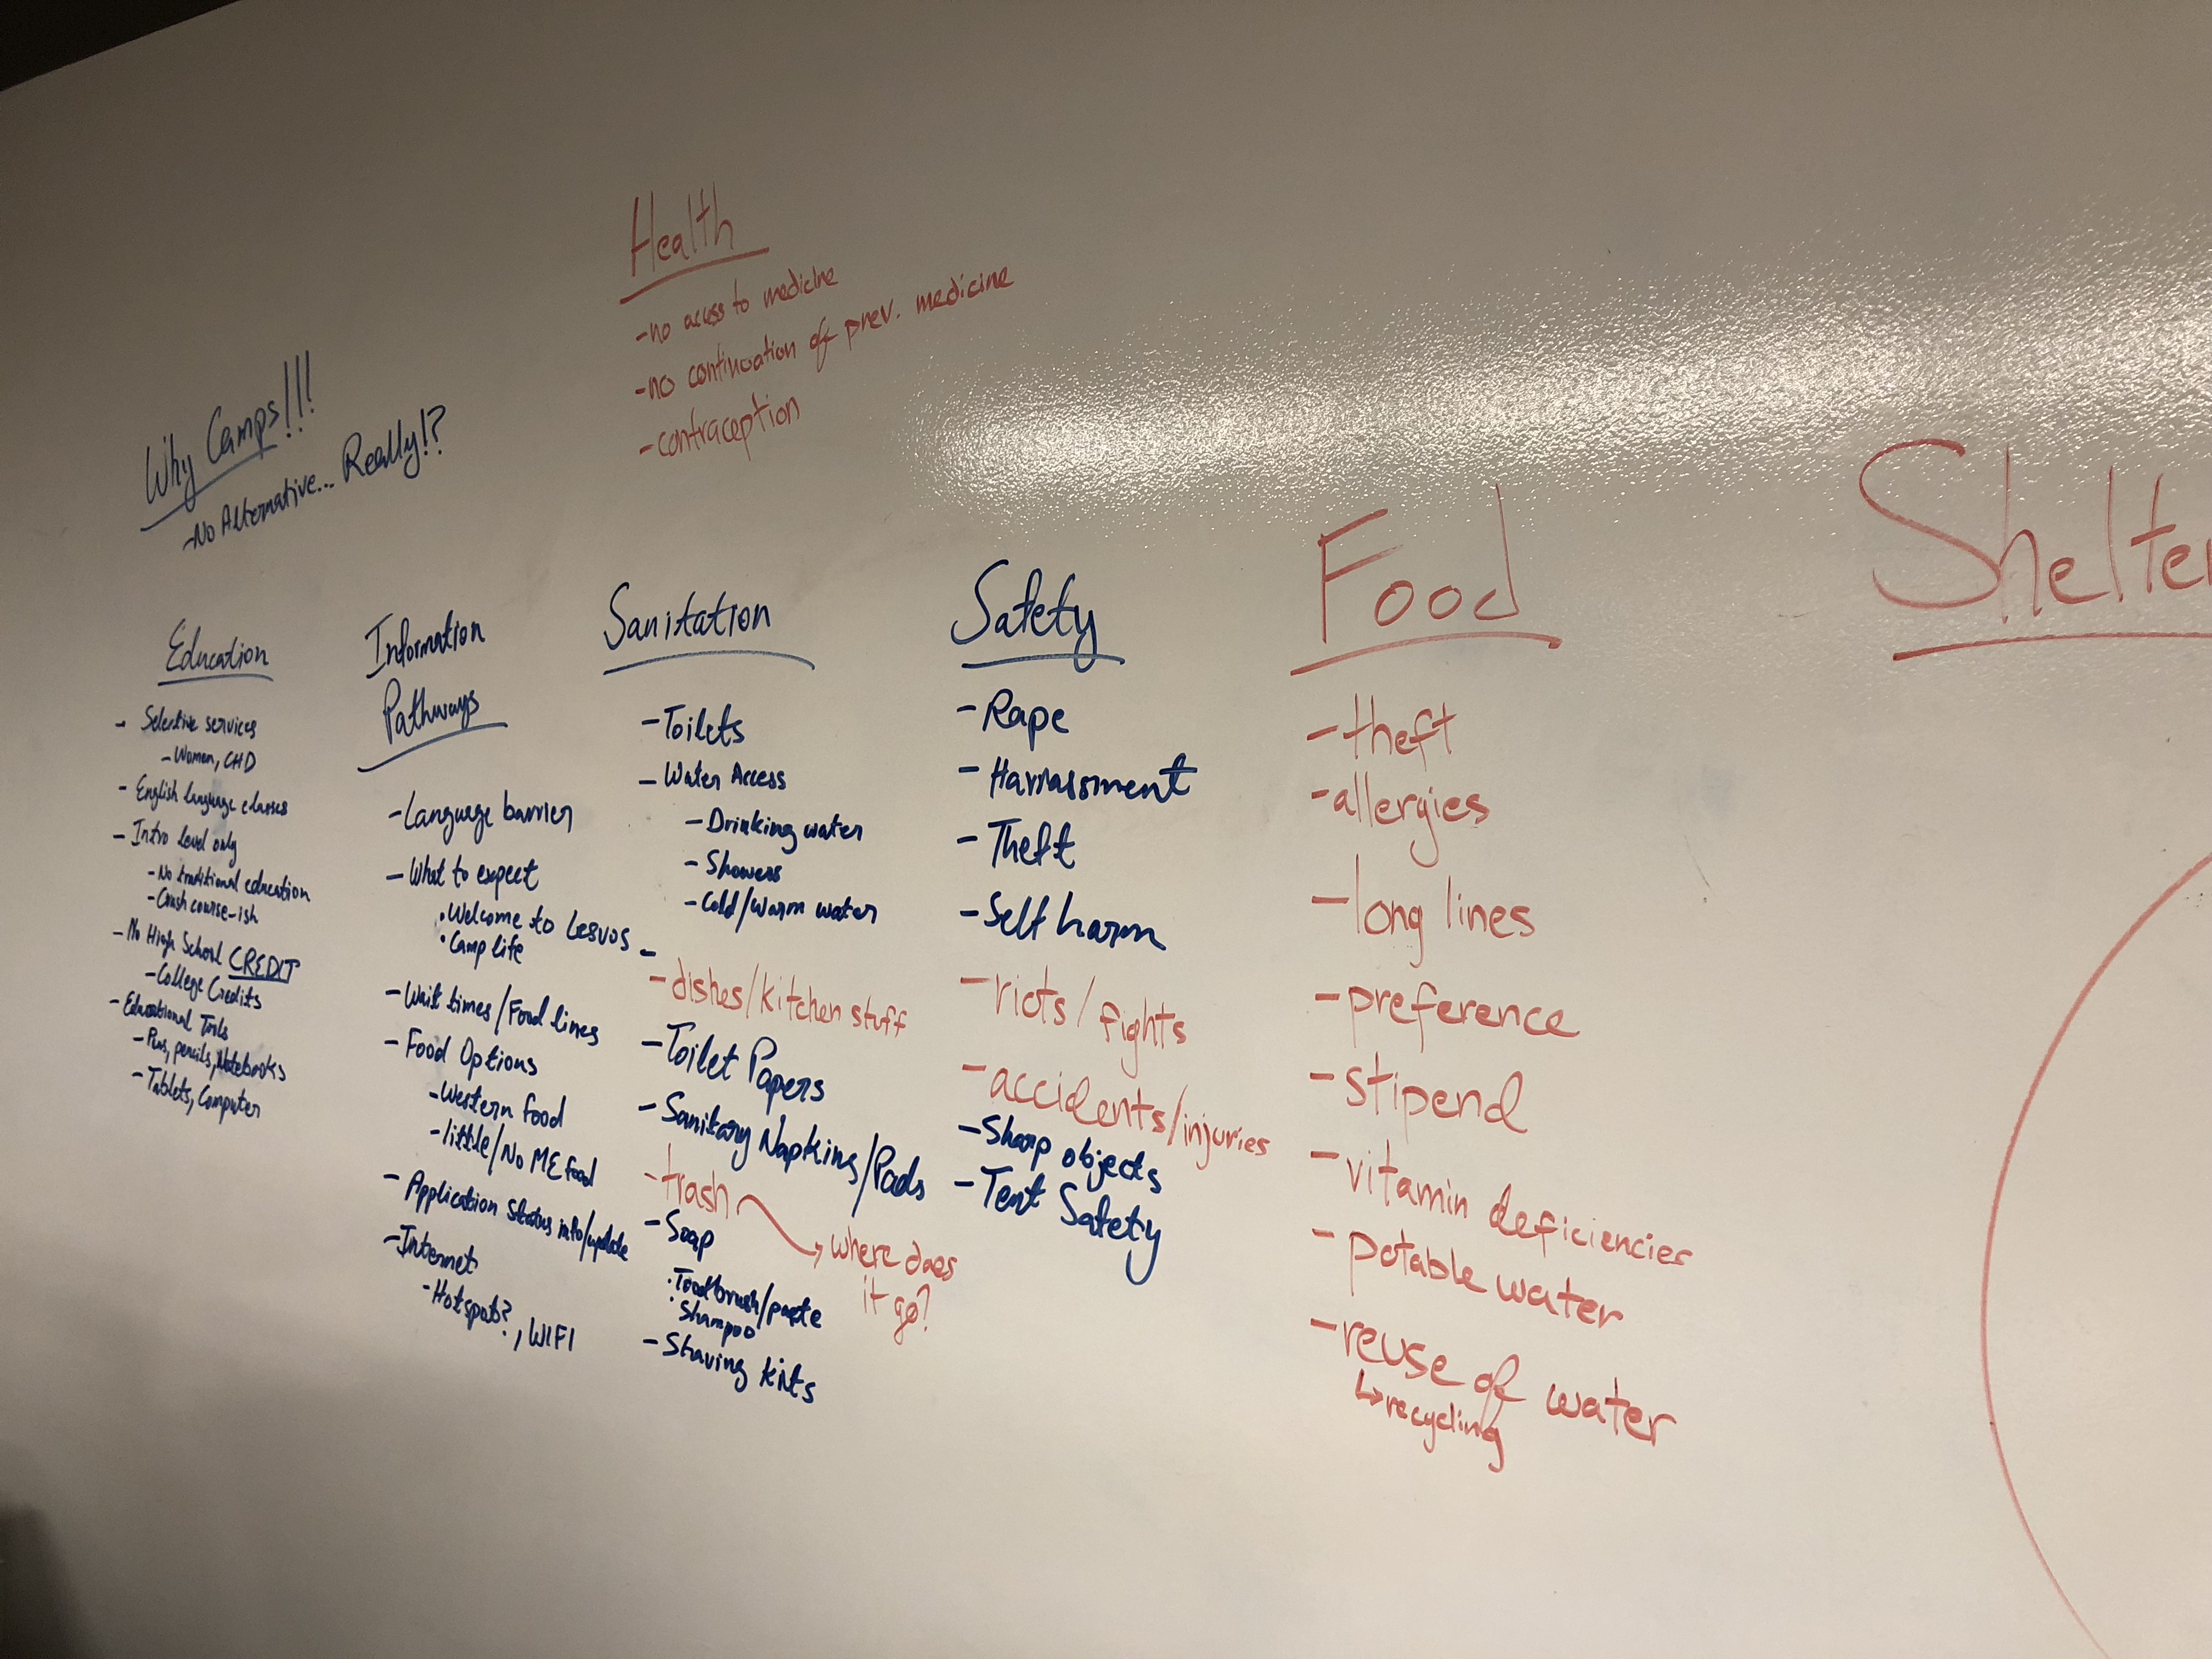 Health
-no acess to medicine
-no continuation of prev. medicine
-contraception
Why Camps!!!
-No Alternative... Really!?
Education
- Selective services
- Women, CHD
- English language classes
- Intro level only
- No traditional education
- Crash course-ish
- No High School CREDIT
- College Credits
- Educational Tools
- Pens, pencils, Notebooks
- Tablets, Computer
Information
Pathways
- Language barrier
- What to expect
• Welcome to Lesvos
• Camp life
- Wait times/Food lines
- Food Options
- Western food
- little/No ME food
- Application status info/update
- Internet
- Hotspots?, WIFI
Sanitation
- Toilets
- Water Access
- Drinking water
- Showers
- Cold/Warm water
-
- dishes/kitchen stuff
- Toilet Papers
- Sanitary Napkins/Pads
- trash → where does
it go?
- Soap
• /paste
• Shampoo
- Shaving kits
Safety
- Rape
- Harrassment
- Theft
- Self harm
- riots/fights
- accidents/injuries
- Sharp objects
- Tent Safety
Food
- theft
- allergies
- long lines
- preference
- stipend
- vitamin deficiencies
- potable water
- reuse of water
↳ recycling
Shelter